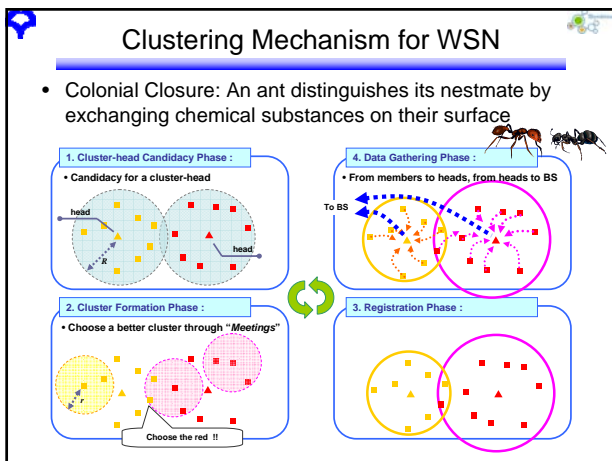 Clustering Mechanism for WSN
• Colonial Closure: An ant distinguishes its nestmate by
exchanging chemical substances on their surface
1. Cluster-head Candidacy Phase :
• Candidacy for a cluster-head
head
R
head
4. Data Gathering Phase :
• From members to heads, from heads to BS
To BS
2. Cluster Formation Phase :
• Choose a better cluster through “Meetings”
r
Choose the red !!
3. Registration Phase :